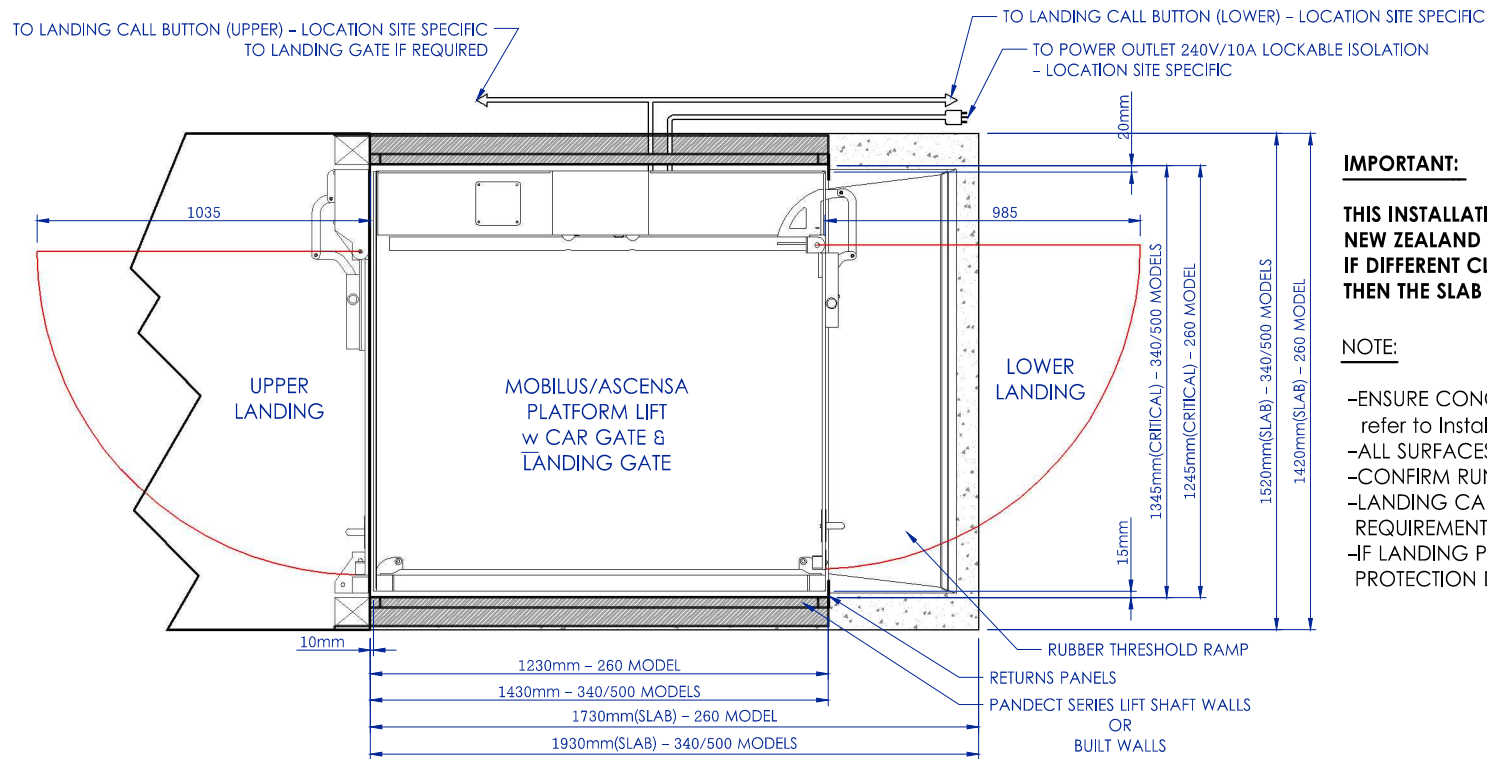 TO LANDING CALL BUTTON (UPPER) – LOCATION SITE SPECIFIC
TO LANDING GATE IF REQUIRED
TO LANDING CALL BUTTON (LOWER) – LOCATION SITE SPECIFIC
TO POWER OUTLET 240V/10A LOCKABLE ISOLATION
– LOCATION SITE SPECIFIC
20mm
1035
985
UPPER
LANDING
MOBILUS/ASCENSA
PLATFORM LIFT
w CAR GATE &
LANDING GATE
LOWER
LANDING
1345mm(CRITICAL) – 340/500 MODELS
1245mm(CRITICAL) – 260 MODEL
1520mm(SLAB) – 340/500 MODELS
1420mm(SLAB) – 260 MODEL
15mm
10mm
1230mm – 260 MODEL
1430mm – 340/500 MODELS
1730mm(SLAB) – 260 MODEL
1930mm(SLAB) – 340/500 MODELS
RUBBER THRESHOLD RAMP
RETURNS PANELS
PANDECT SERIES LIFT SHAFT WALLS
OR
BUILT WALLS
IMPORTANT:
THIS INSTALLATI
NEW ZEALAND
IF DIFFERENT CL
THEN THE SLAB
NOTE:
–ENSURE CONC
refer to Instal
–ALL SURFACES
–CONFIRM RUN
–LANDING CA
REQUIREMENT
–IF LANDING P
PROTECTION